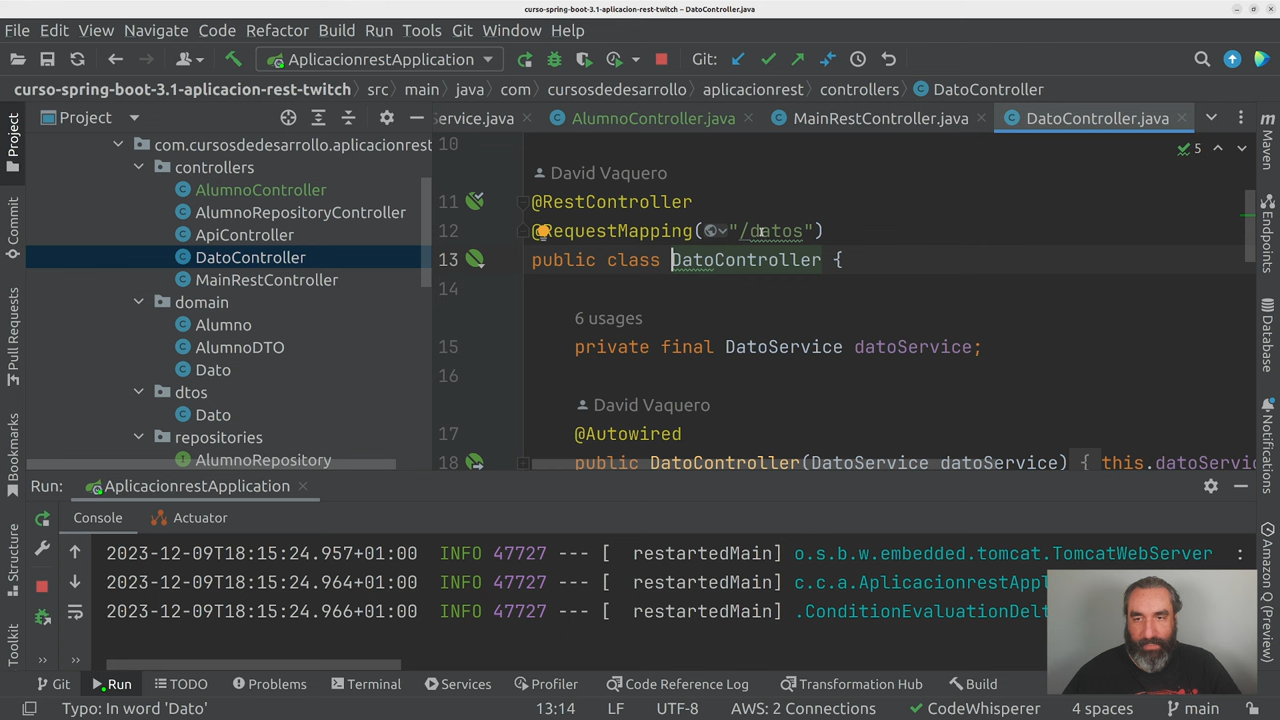 curso-spring-boot-3.1-aplicacion-rest-twitch – DatoController.java
File Edit View Navigate Code Refactor Build Run Tools Git Window Help
AplicacionrestApplication Git:
curso-spring-boot-3.1-aplicacion-rest-twitch src main java com cursosdedesarrollo aplicacionrest controllers DatoController
Project
Service.java AlumnoController.java MainRestController.java DatoController.java
com.cursosdedesarrollo.aplicacionrest
controllers
AlumnoController
AlumnoRepositoryController
ApiController
DatoController
MainRestController
domain
Alumno
AlumnoDTO
Dato
dtos
Dato
repositories
AlumnoRepository
10
David Vaquero
11 @RestController
12 @RequestMapping("/datos")
13 public class DatoController {
14
6 usages
15 private final DatoService datoService;
16
David Vaquero
17 @Autowired
18 public DatoController(DatoService datoService) { this.datoServic
5
Project
Commit
Pull Requests
Bookmarks
Structure
Toolkit
Maven
Endpoints
Database
Notifications
Amazon Q (Preview)
Run: AplicacionrestApplication
Console Actuator
2023-12-09T18:15:24.957+01:00 INFO 47727 --- [ restartedMain] o.s.b.w.embedded.tomcat.TomcatWebServer :
2023-12-09T18:15:24.964+01:00 INFO 47727 --- [ restartedMain] c.c.a.AplicacionrestAppl
2023-12-09T18:15:24.966+01:00 INFO 47727 --- [ restartedMain] .ConditionEvaluationDelt
Git Run TODO Problems Terminal Services Profiler Code Reference Log Transformation Hub Build
Typo: In word 'Dato' 13:14 LF UTF-8 AWS: 2 Connections CodeWhisperer 4 spaces main